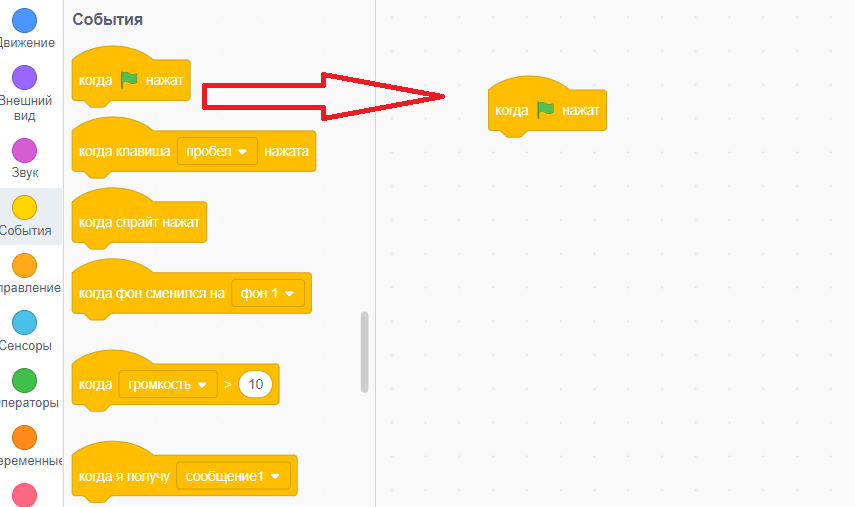 События
Движение
Внешний
вид
Звук
События
правление
Сенсоры
ператоры
еременные
когда нажат
когда клавиша пробел нажата
когда спрайт нажат
когда фон сменился на фон 1
когда громкость > 10
когда я получу сообщение1
когда нажат